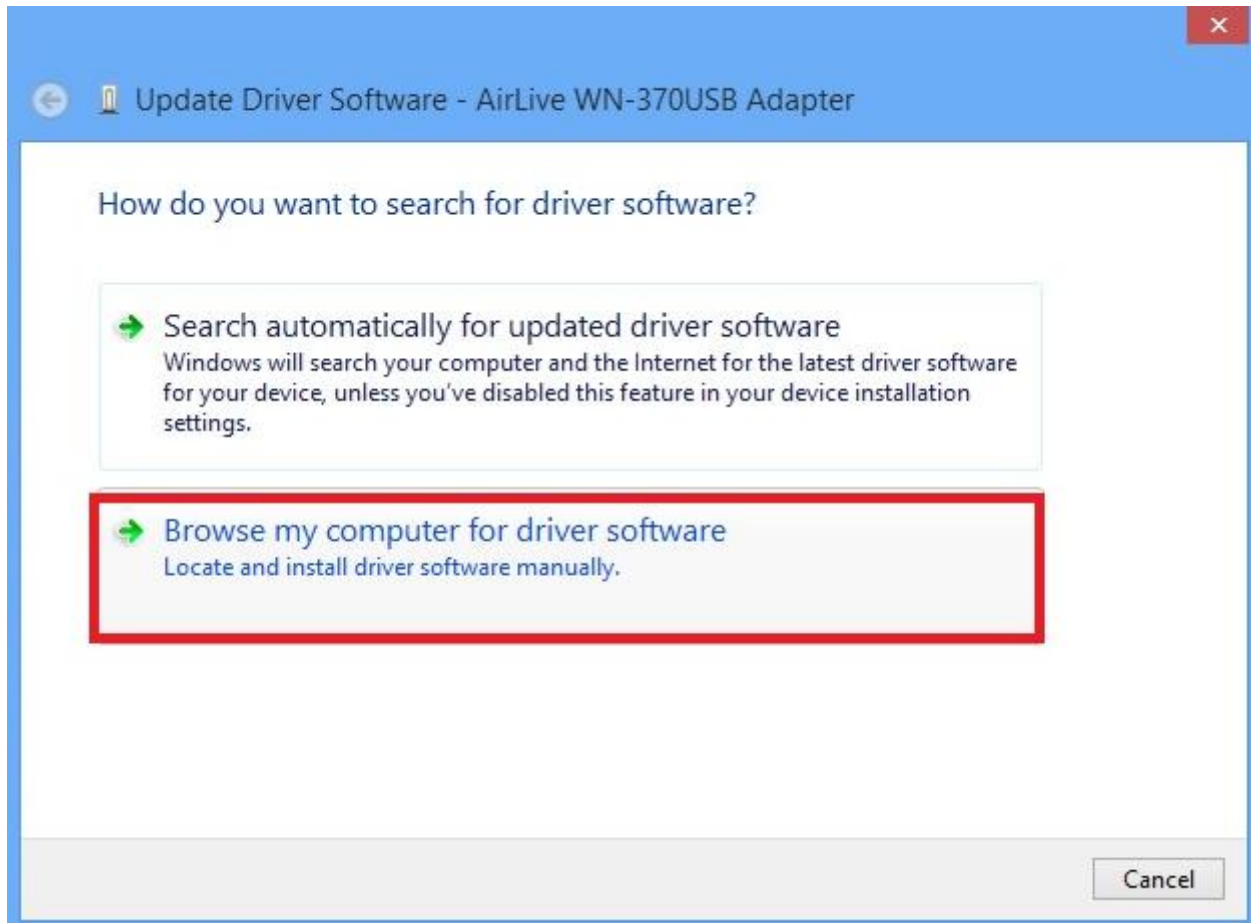 Update Driver Software - AirLive WN-370USB Adapter
How do you want to search for driver software?
Search automatically for updated driver software
Windows will search your computer and the Internet for the latest driver software
for your device, unless you've disabled this feature in your device installation
settings.
Browse my computer for driver software
Locate and install driver software manually.
Cancel